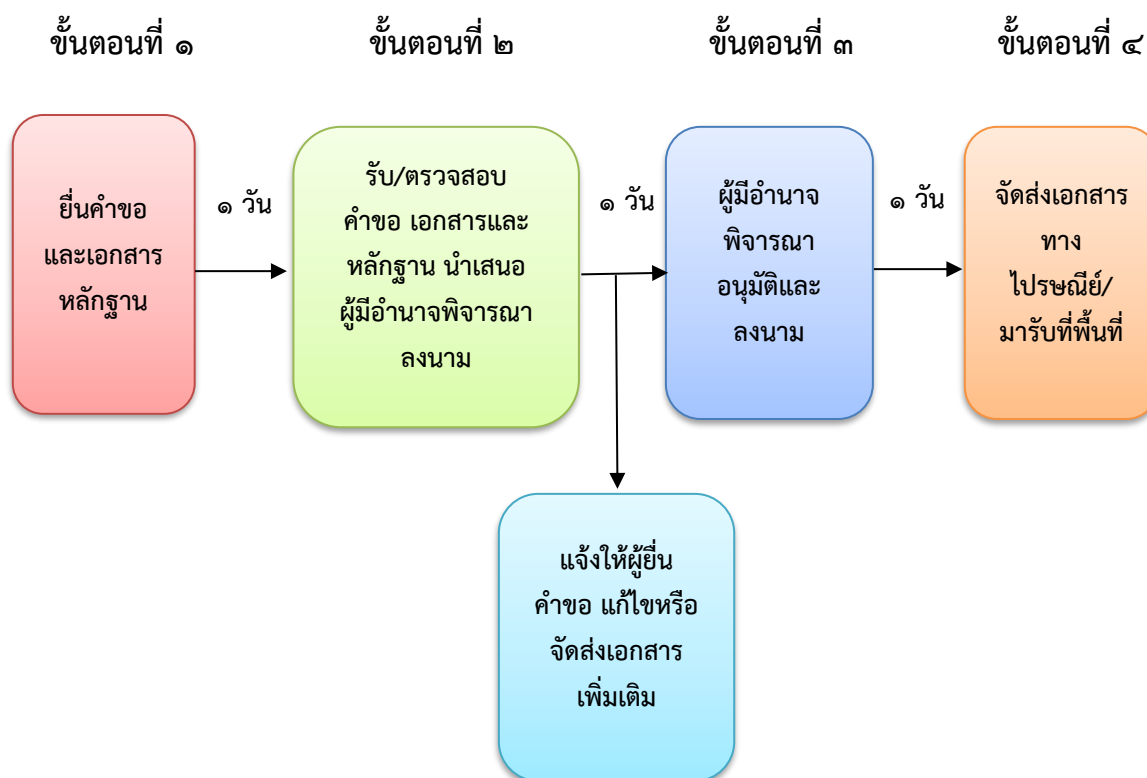 ขั้นตอนที่ ๑
ขั้นตอนที่ ๒
ขั้นตอนที่ ๓
ขั้นตอนที่ ๔
ยื่นคำขอ
และเอกสาร
หลักฐาน
๑ วัน
รับ/ตรวจสอบ
คำขอ เอกสารและ
หลักฐาน นำเสนอ
ผู้มีอำนาจพิจารณา
ลงนาม
๑ วัน
ผู้มีอำนาจ
พิจารณา
อนุมัติและ
ลงนาม
๑ วัน
จัดส่งเอกสาร
ทาง
ไปรษณีย์/
มารับที่พื้นที่
แจ้งให้ผู้ยื่น
คำขอ แก้ไขหรือ
จัดส่งเอกสาร
เพิ่มเติม